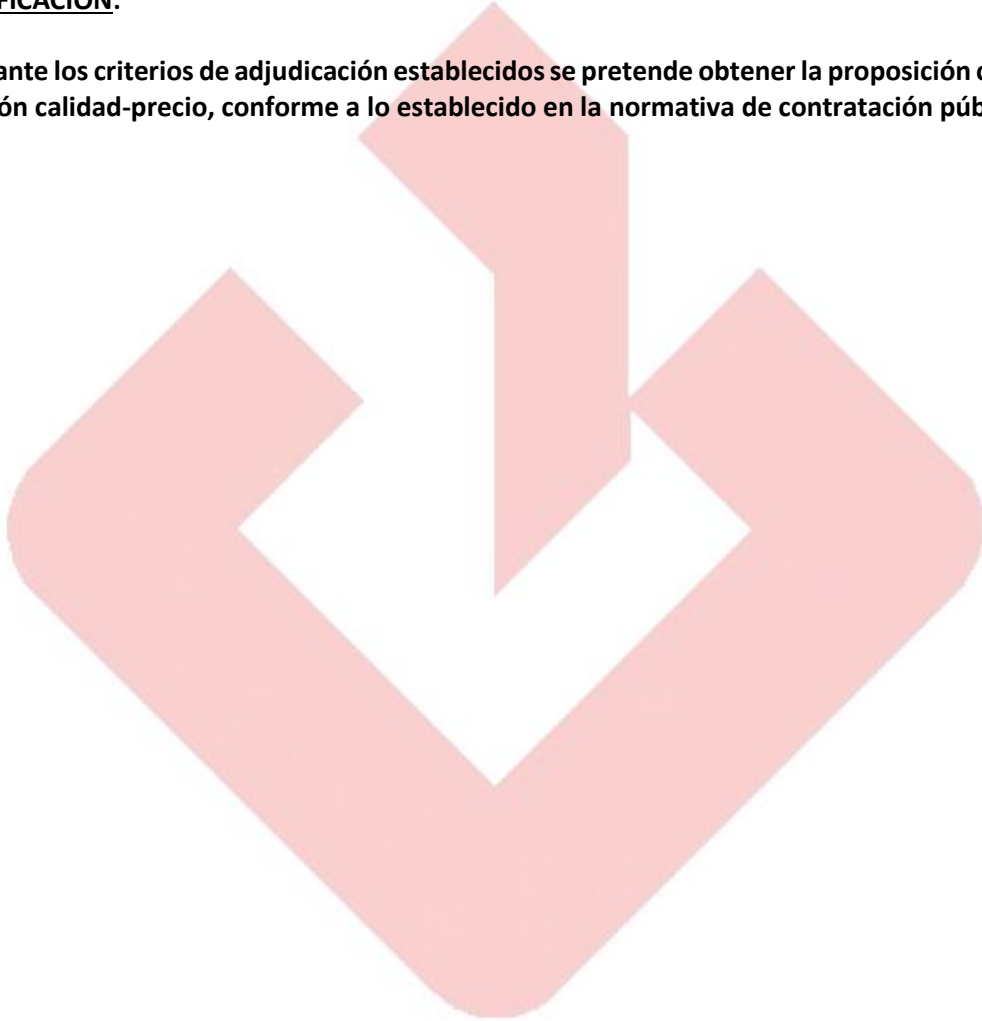 FICACIÓN:
ante los criterios de adjudicación establecidos se pretende obtener la proposición
ón calidad-precio, conforme a lo establecido en la normativa de contratación púb